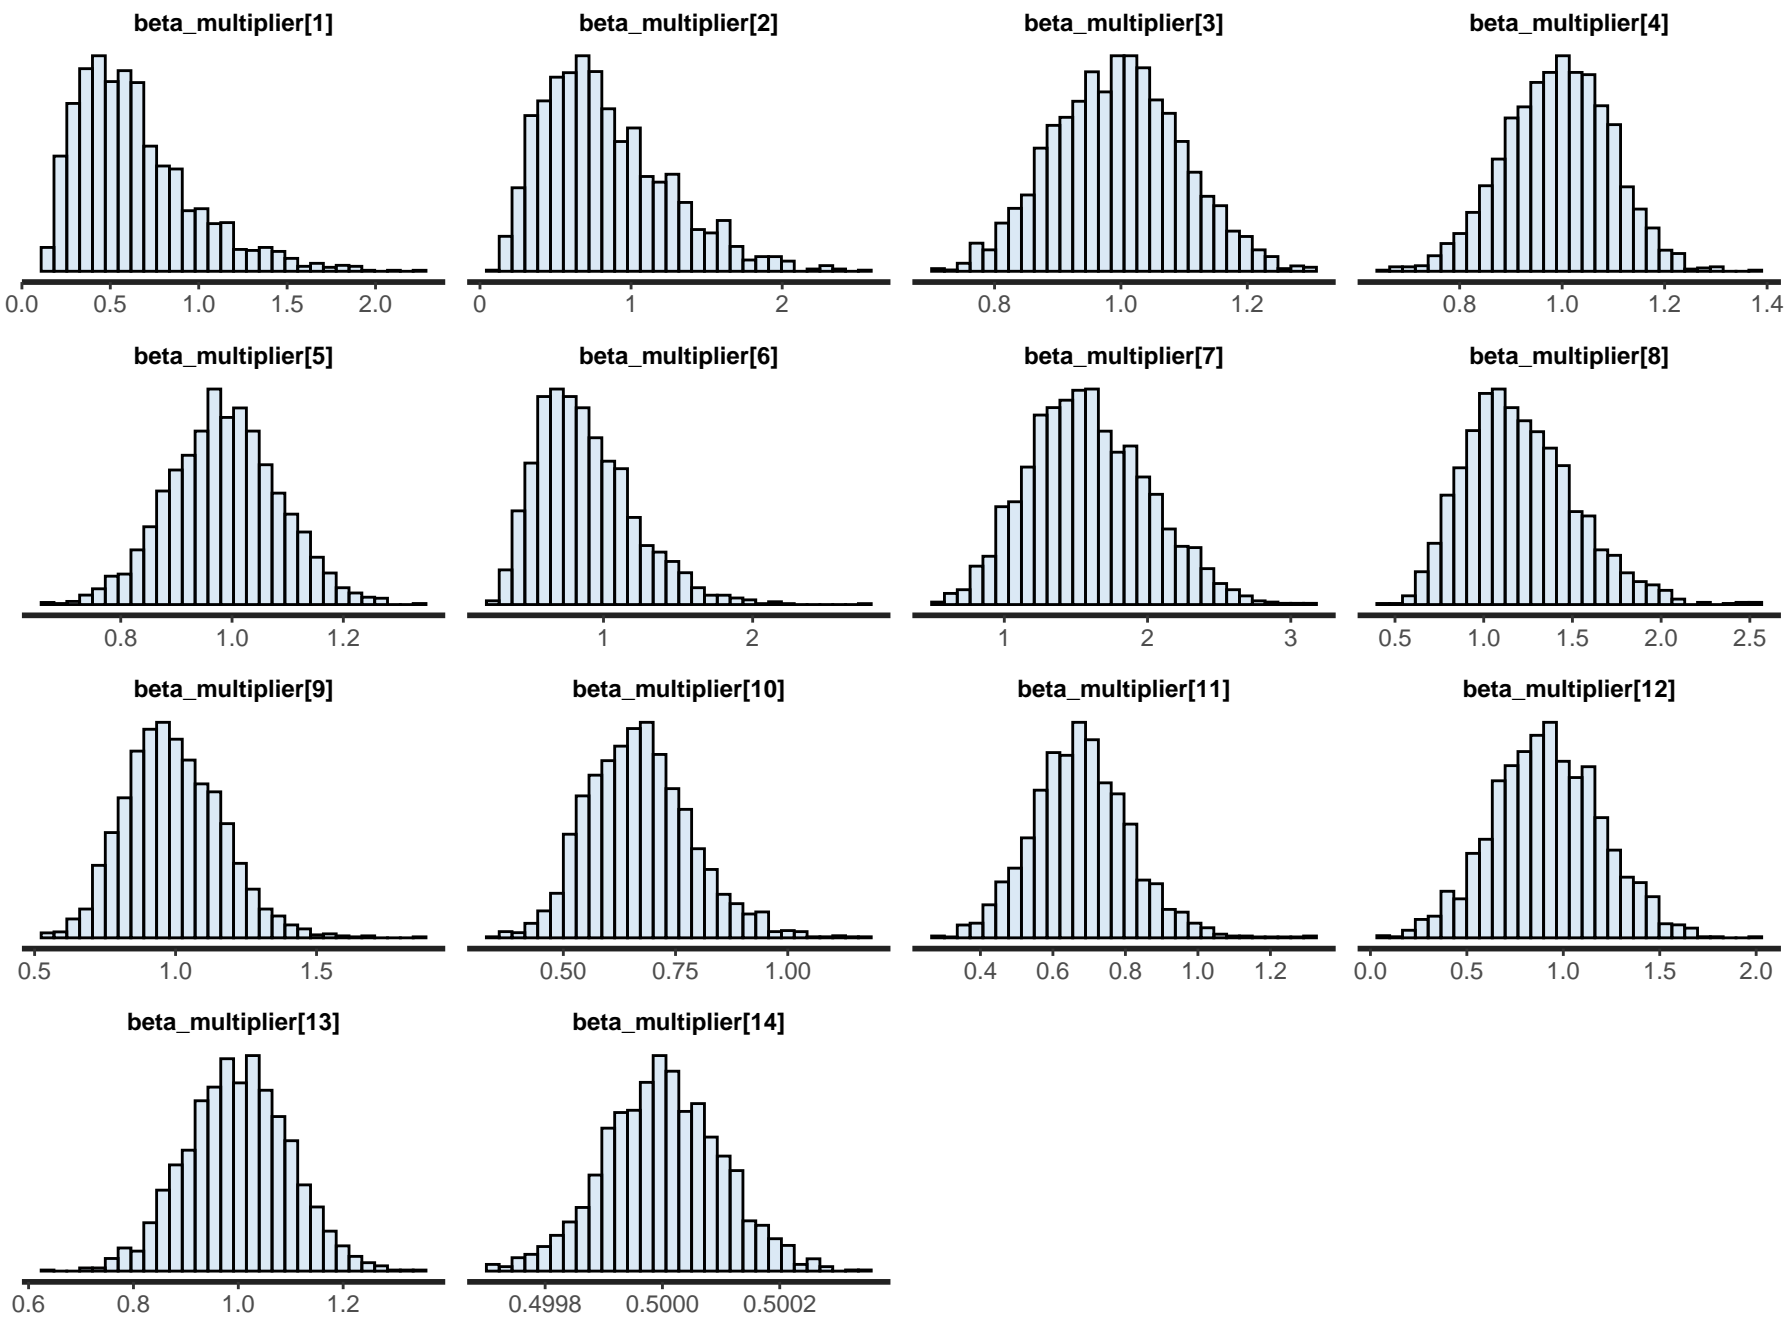 beta_multiplier[1] beta_multiplier[2] beta_multiplier[3] beta_multiplier[4]
0.0 0.5 1.0 1.5 2.0 0 1 2 0.8 1.0 1.2 0.8 1.0 1.2 1.4
beta_multiplier[5] beta_multiplier[6] beta_multiplier[7] beta_multiplier[8]
0.8 1.0 1.2 1 2 1 2 3 0.5 1.0 1.5 2.0 2.5
beta_multiplier[9] beta_multiplier[10] beta_multiplier[11] beta_multiplier[12]
0.5 1.0 1.5 0.50 0.75 1.00 0.4 0.6 0.8 1.0 1.2 0.0 0.5 1.0 1.5 2.0
beta_multiplier[13] beta_multiplier[14]
0.6 0.8 1.0 1.2 0.4998 0.5000 0.5002